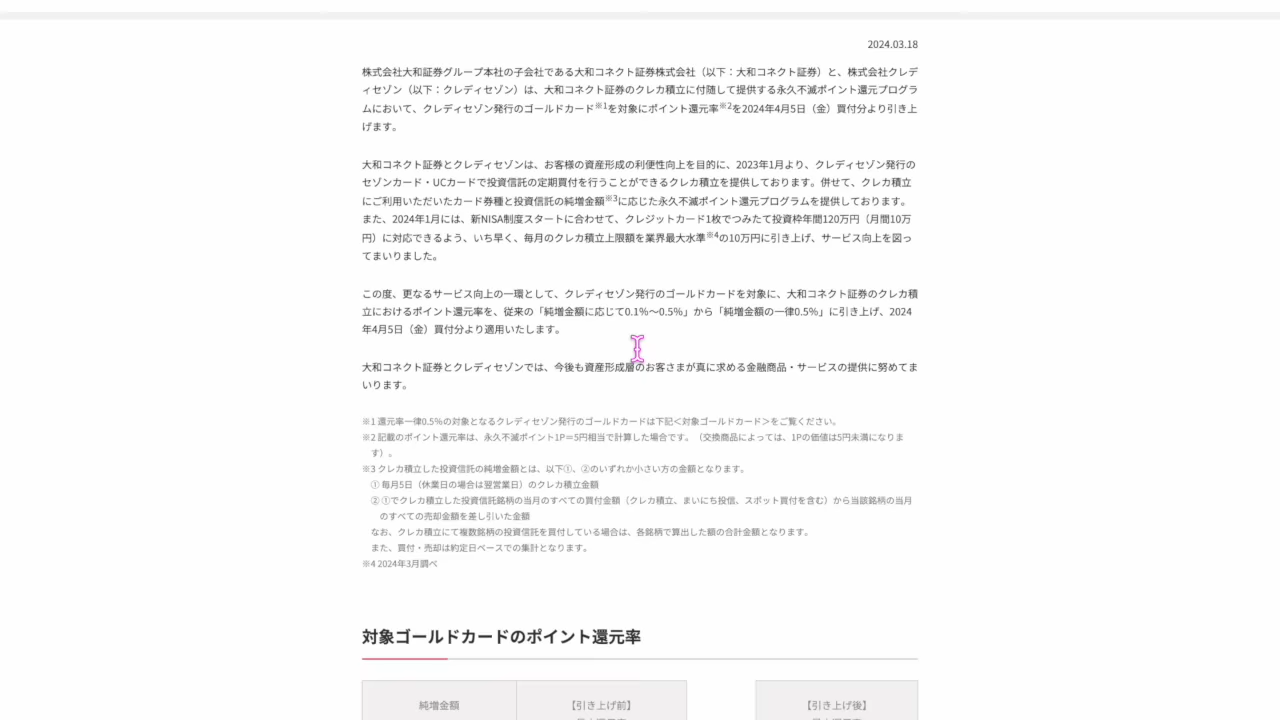 2024.03.18
株式会社大和証券グループ本社の子会社である大和コネクト証券株式会社（以下：大和コネクト証券）と、株式会社クレデ
ィセゾン（以下：クレディセゾン）は、大和コネクト証券のクレカ積立に付随して提供する永久不滅ポイント還元プログラ
ムにおいて、クレディセゾン発行のゴールドカード※1を対象にポイント還元率※2を2024年4月5日（金）買付分より引き上
げます。
大和コネクト証券とクレディセゾンは、お客様の資産形成の利便性向上を目的に、2023年1月より、クレディセゾン発行の
セゾンカード・UCカードで投資信託の定期買付を行うことができるクレカ積立を提供しております。併せて、クレカ積立
にご利用いただいたカード券種と投資信託の純増金額※3に応じた永久不滅ポイント還元プログラムを提供しております。
また、2024年1月には、新NISA制度スタートに合わせて、クレジットカード1枚でつみたて投資枠年間120万円（月間10万
円）に対応できるよう、いち早く、毎月のクレカ積立上限額を業界最大水準※4の10万円に引き上げ、サービス向上を図っ
てまいりました。
この度、更なるサービス向上の一環として、クレディセゾン発行のゴールドカードを対象に、大和コネクト証券のクレカ積
立におけるポイント還元率を、従来の「純増金額に応じて0.1%～0.5%」から「純増金額の一律0.5%」に引き上げ、2024
年4月5日（金）買付分より適用いたします。
大和コネクト証券とクレディセゾンでは、今後も資産形成層のお客さまが真に求める金融商品・サービスの提供に努めてま
いります。
※1 還元率一律0.5%の対象となるクレディセゾン発行のゴールドカードは下記＜対象ゴールドカード＞をご覧ください。
※2 記載のポイント還元率は、永久不滅ポイント1P＝5円相当で計算した場合です。（交換商品によっては、1Pの価値は5円未満になりま
す）。
※3 クレカ積立した投資信託の純増金額とは、以下①、②のいずれか小さい方の金額となります。
① 毎月5日（休業日の場合は翌営業日）のクレカ積立金額
② ①でクレカ積立した投資信託銘柄の当月のすべての買付金額（クレカ積立、まいにち投信、スポット買付を含む）から当該銘柄の当月
のすべての売却金額を差し引いた金額
なお、クレカ積立にて複数銘柄の投資信託を買付している場合は、各銘柄で算出した額の合計金額となります。
また、買付・売却は約定日ベースでの集計となります。
※4 2024年3月調べ
対象ゴールドカードのポイント還元率
純増金額 【引き上げ前】 【引き上げ後】